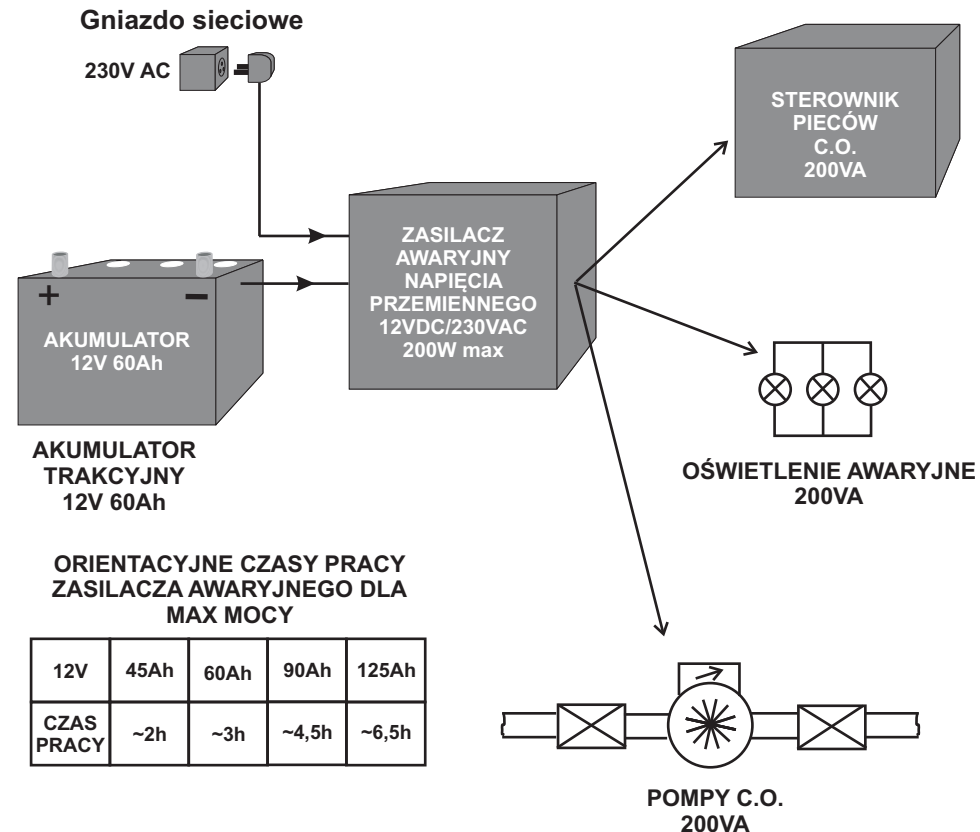 Gniazdo sieciowe
230V AC
STEROWNIK
PIECÓW
C.O.
200VA
ZASILACZ
AWARYJNY
NAPIĘCIA
PRZEMIENNEGO
12VDC/230VAC
200W max
+ −
AKUMULATOR
12V 60Ah
AKUMULATOR
TRAKCYJNY
12V 60Ah
OŚWIETLENIE AWARYJNE
200VA
ORIENTACYJNE CZASY PRACY
ZASILACZA AWARYJNEGO DLA
MAX MOCY
12V 45Ah 60Ah 90Ah 125Ah
CZAS
PRACY ~2h ~3h ~4,5h ~6,5h
POMPY C.O.
200VA